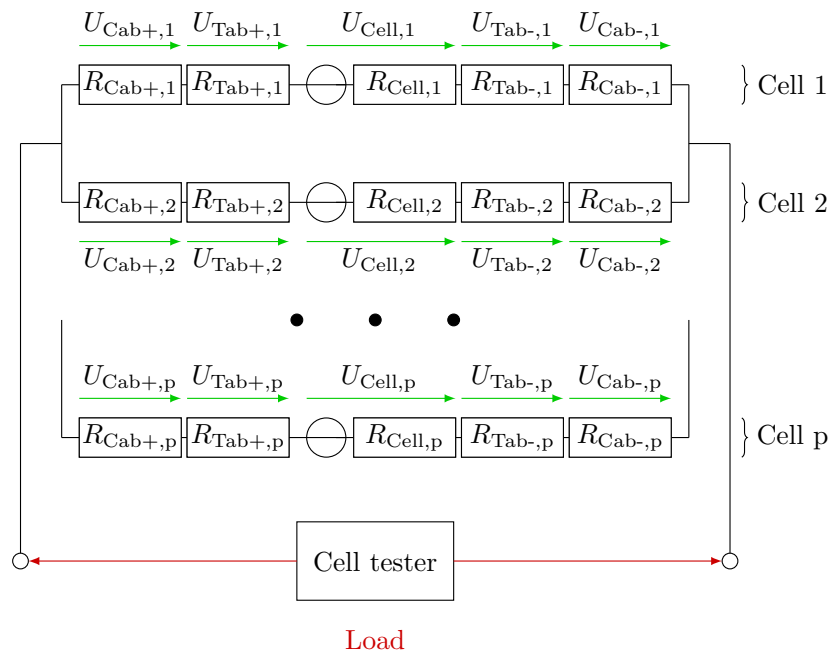 U_Cab+,1 U_Tab+,1 U_Cell,1 U_Tab-,1 U_Cab-,1
R_Cab+,1 R_Tab+,1 R_Cell,1 R_Tab-,1 R_Cab-,1 Cell 1
R_Cab+,2 R_Tab+,2 R_Cell,2 R_Tab-,2 R_Cab-,2 Cell 2
U_Cab+,2 U_Tab+,2 U_Cell,2 U_Tab-,2 U_Cab-,2
U_Cab+,p U_Tab+,p U_Cell,p U_Tab-,p U_Cab-,p
R_Cab+,p R_Tab+,p R_Cell,p R_Tab-,p R_Cab-,p Cell p
Cell tester
Load